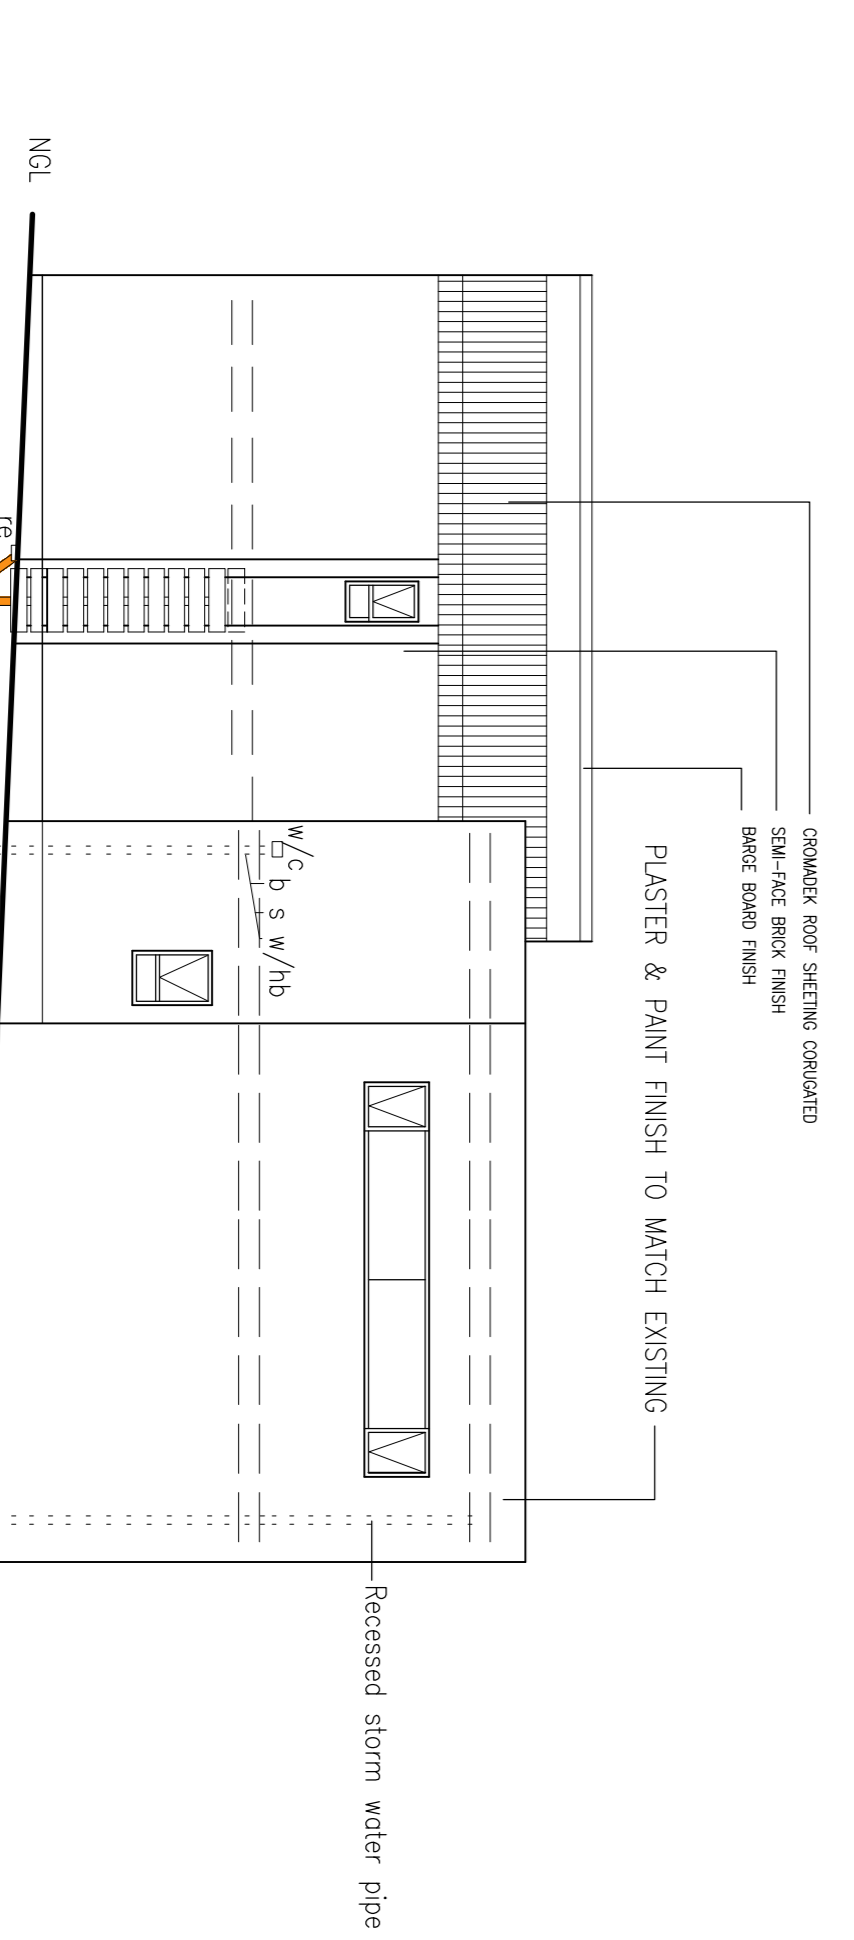 CROMADEK ROOF SHEETING CORUGATED
SEMI-FACE BRICK FINISH
BARGE BOARD FINISH
PLASTER & PAINT FINISH TO MATCH EXISTING
Recessed storm water pipe
w/c
b s w/hb
NGL
re